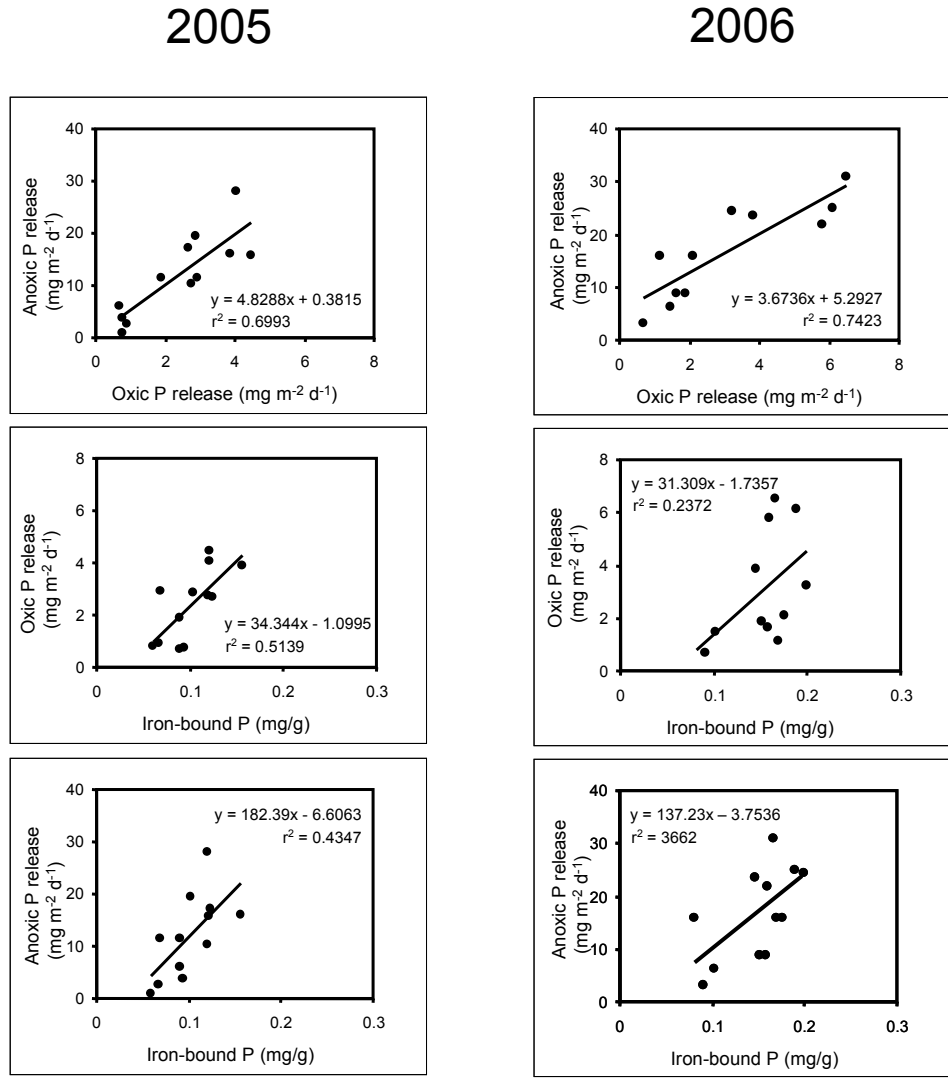 2005
2006
40
30
20
10
0
Anoxic P release
(mg m-2 d-1)
y = 4.8288x + 0.3815
r2 = 0.6993
0 2 4 6 8
Oxic P release (mg m-2 d-1)
40
30
20
10
0
Anoxic P release
(mg m-2 d-1)
y = 3.6736x + 5.2927
r2 = 0.7423
0 2 4 6 8
Oxic P release (mg m-2 d-1)
8
6
4
2
0
Oxic P release
(mg m-2 d-1)
y = 34.344x - 1.0995
r2 = 0.5139
0 0.1 0.2 0.3
Iron-bound P (mg/g)
8
6
4
2
0
Oxic P release
(mg m-2 d-1)
y = 31.309x - 1.7357
r2 = 0.2372
0 0.1 0.2 0.3
Iron-bound P (mg/g)
40
30
20
10
0
Anoxic P release
(mg m-2 d-1)
y = 182.39x - 6.6063
r2 = 0.4347
0 0.1 0.2 0.3
Iron-bound P (mg/g)
40
30
20
10
0
Anoxic P release
(mg m-2 d-1)
y = 137.23x – 3.7536
r2 = 3662
0 0.1 0.2 0.3
Iron-bound P (mg/g)